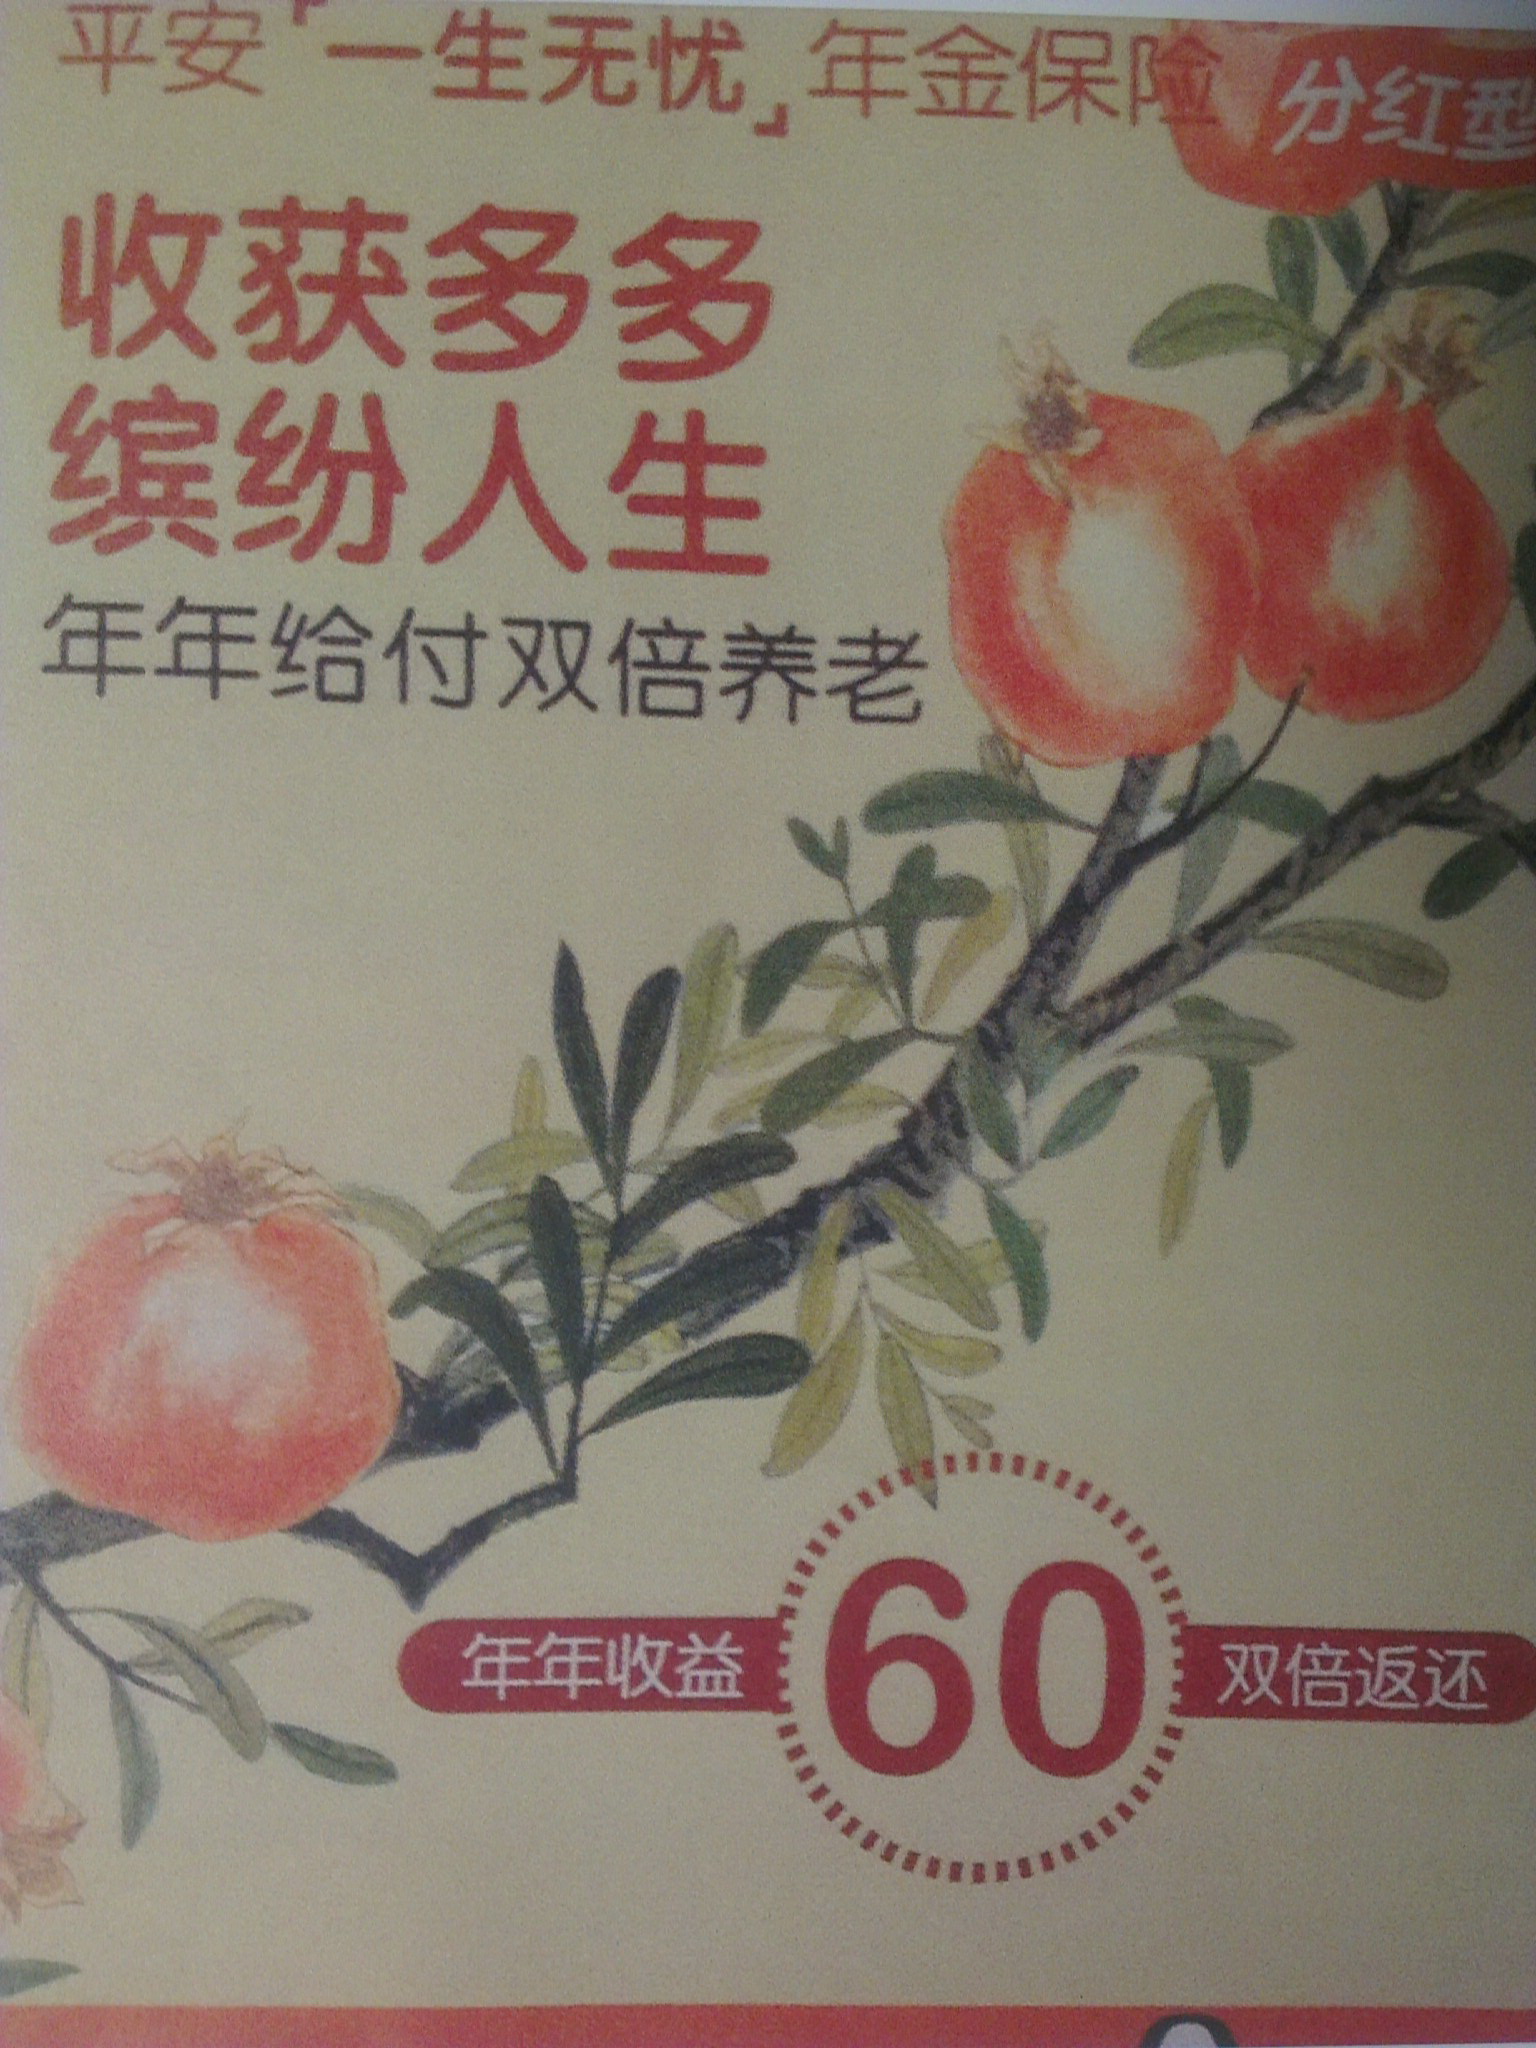 平安「一生无忧」年金保险 分红型
收获多多
缤纷人生
年年给付双倍养老
年年收益 60 双倍返还